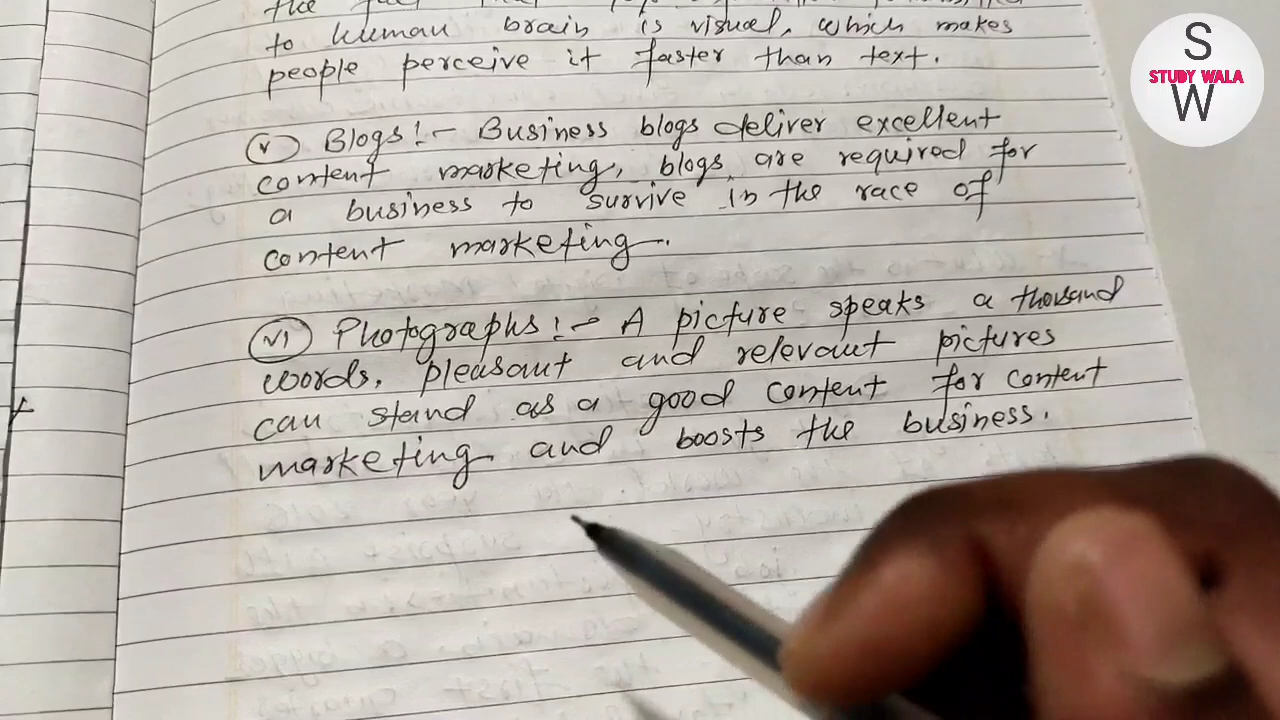 to human brain is visual, which makes
people perceive it faster than text.
(v) Blogs:- Business blogs deliver excellent
content marketing, blogs are required for
a business to survive in the race of
content marketing.
(vi) Photographs:- A picture speaks a thousand
words, pleasant and relevant pictures
can stand as a good content for content
marketing and boosts the business.
S
STUDY WALA
W